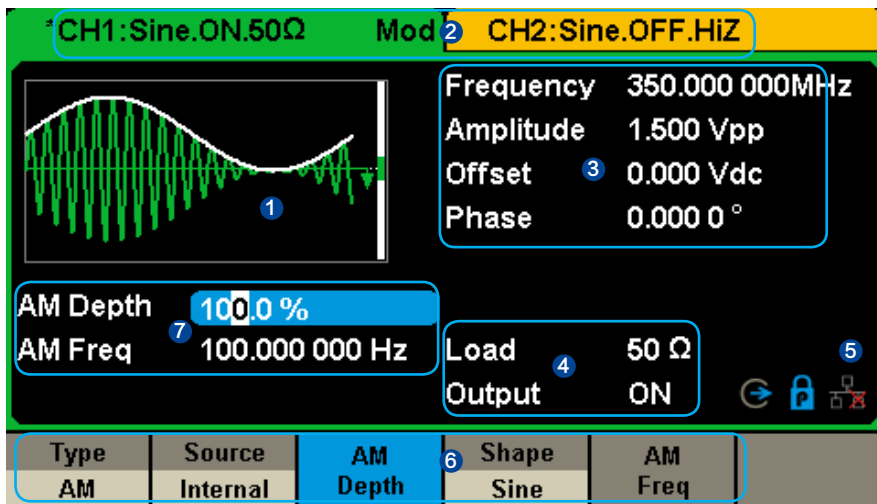 *CH1:Sine.ON.50Ω Mod 2 CH2:Sine.OFF.HiZ
1
Frequency 350.000 000MHz
Amplitude 1.500 Vpp
Offset 3 0.000 Vdc
Phase 0.000 0 °
AM Depth 100.0 %
7
AM Freq 100.000 000 Hz
Load 50 Ω
4
5
Output ON
P
Type Source AM Depth 6 Shape AM Freq
AM Internal Sine